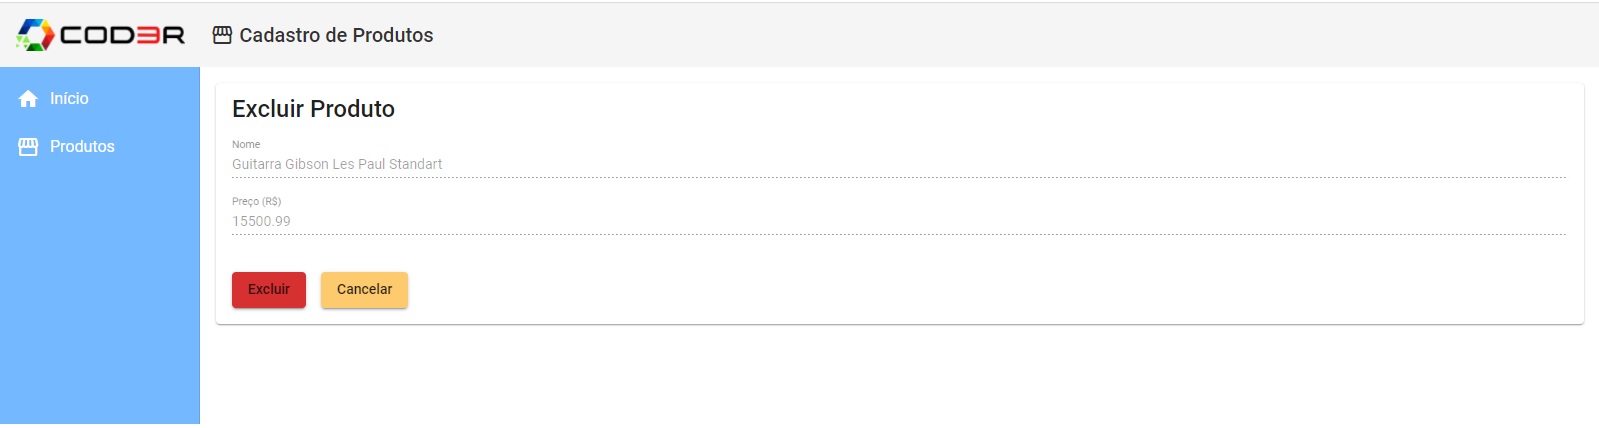 COD3R
Cadastro de Produtos
Início
Produtos
Excluir Produto
Nome
Guitarra Gibson Les Paul Standart
Preço (R$)
15500.99
Excluir
Cancelar